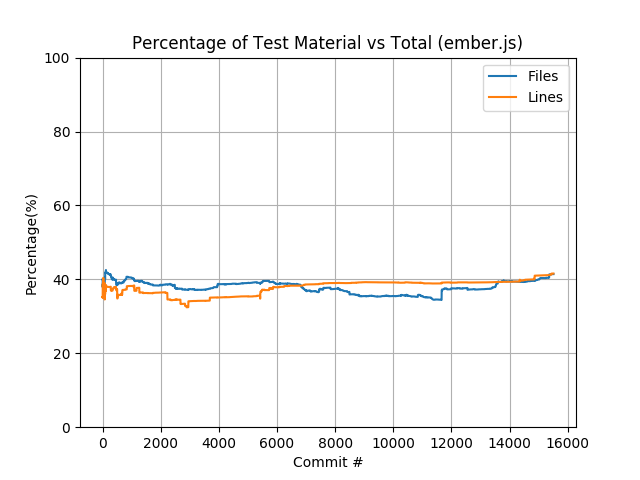 Percentage of Test Material vs Total (ember.js)
Files
Lines
100
80
60
40
20
0
Percentage(%)
0 2000 4000 6000 8000 10000 12000 14000 16000
Commit #